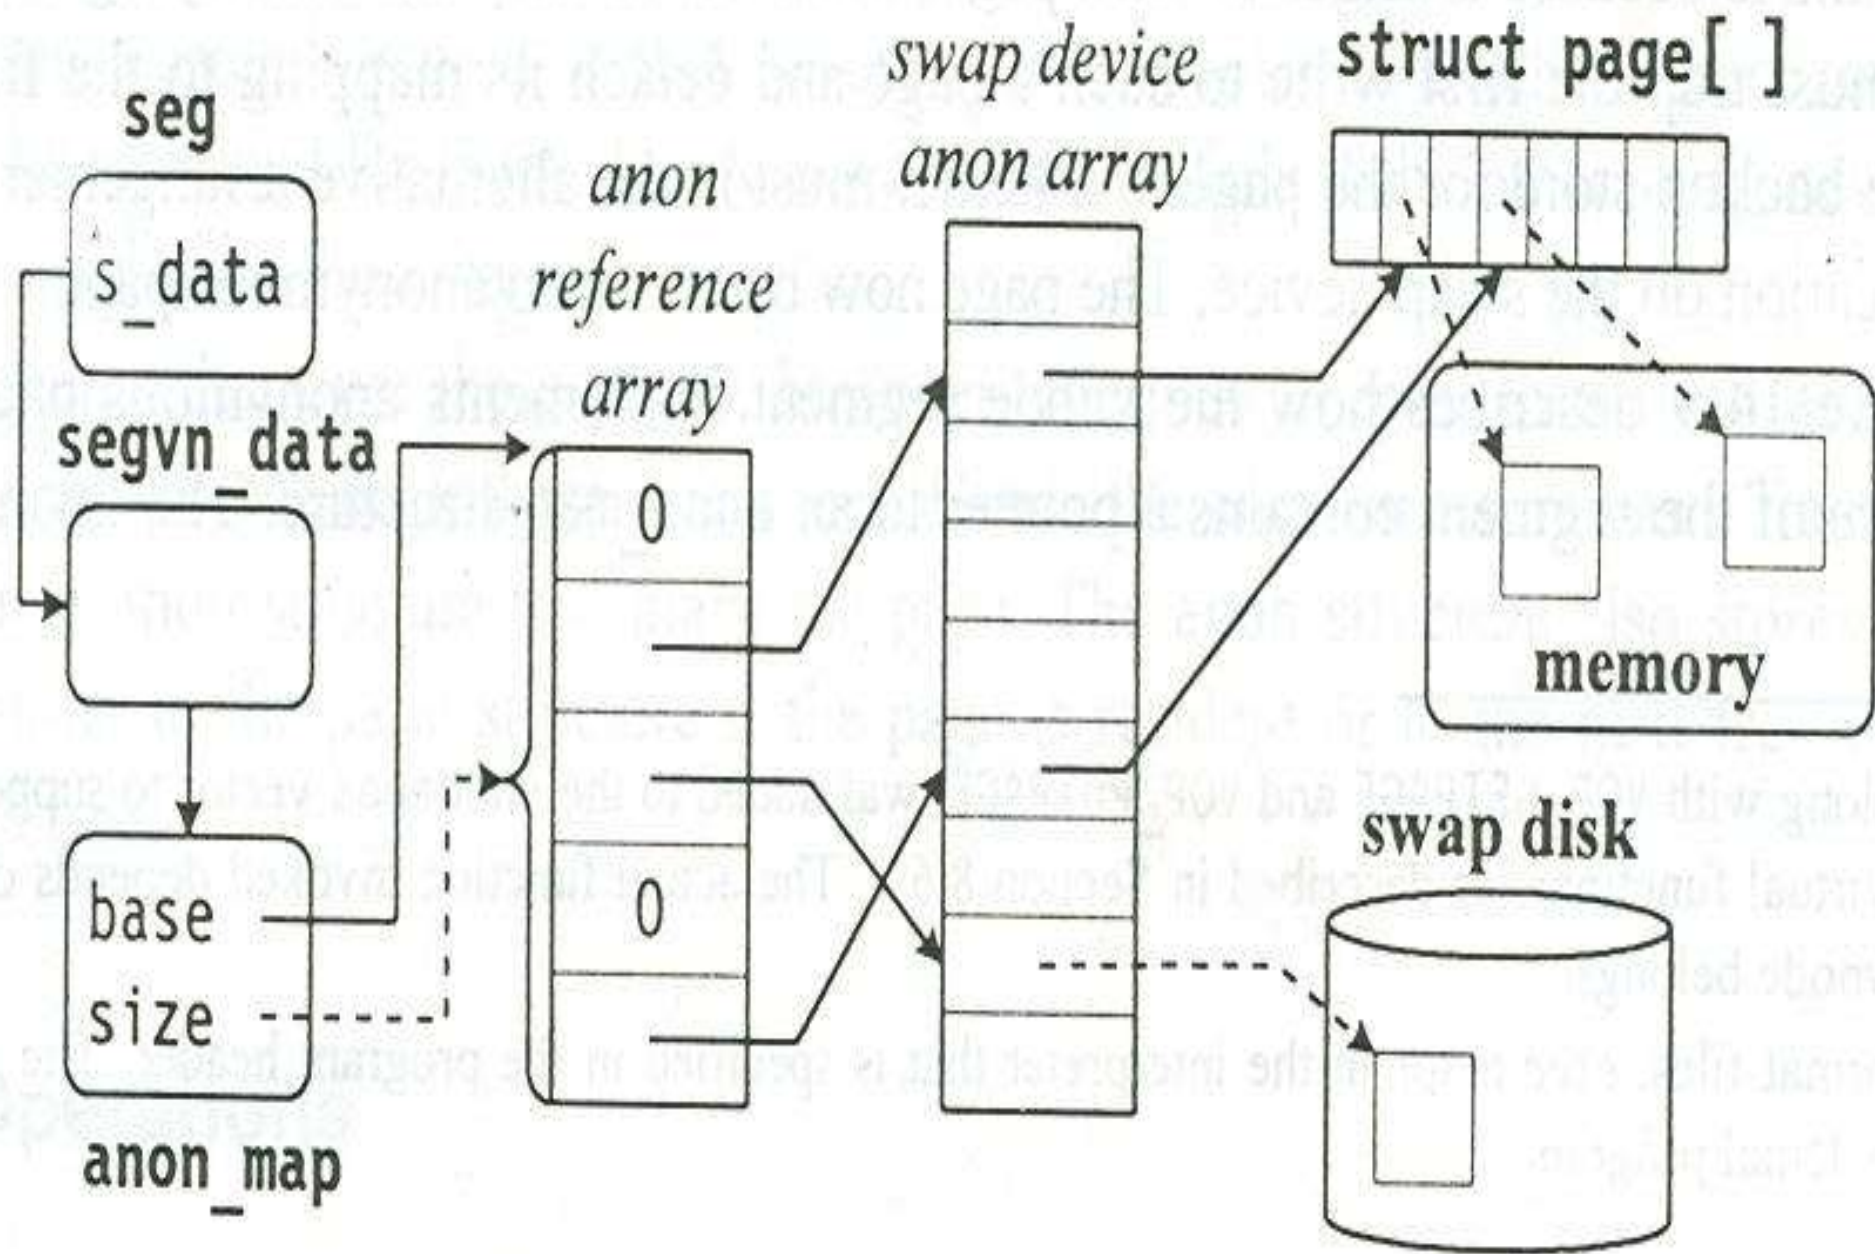 seg
s_data
segvn_data
base
size
anon_map
anon
reference
array
0
0
swap device
anon array
struct page[ ]
memory
swap disk